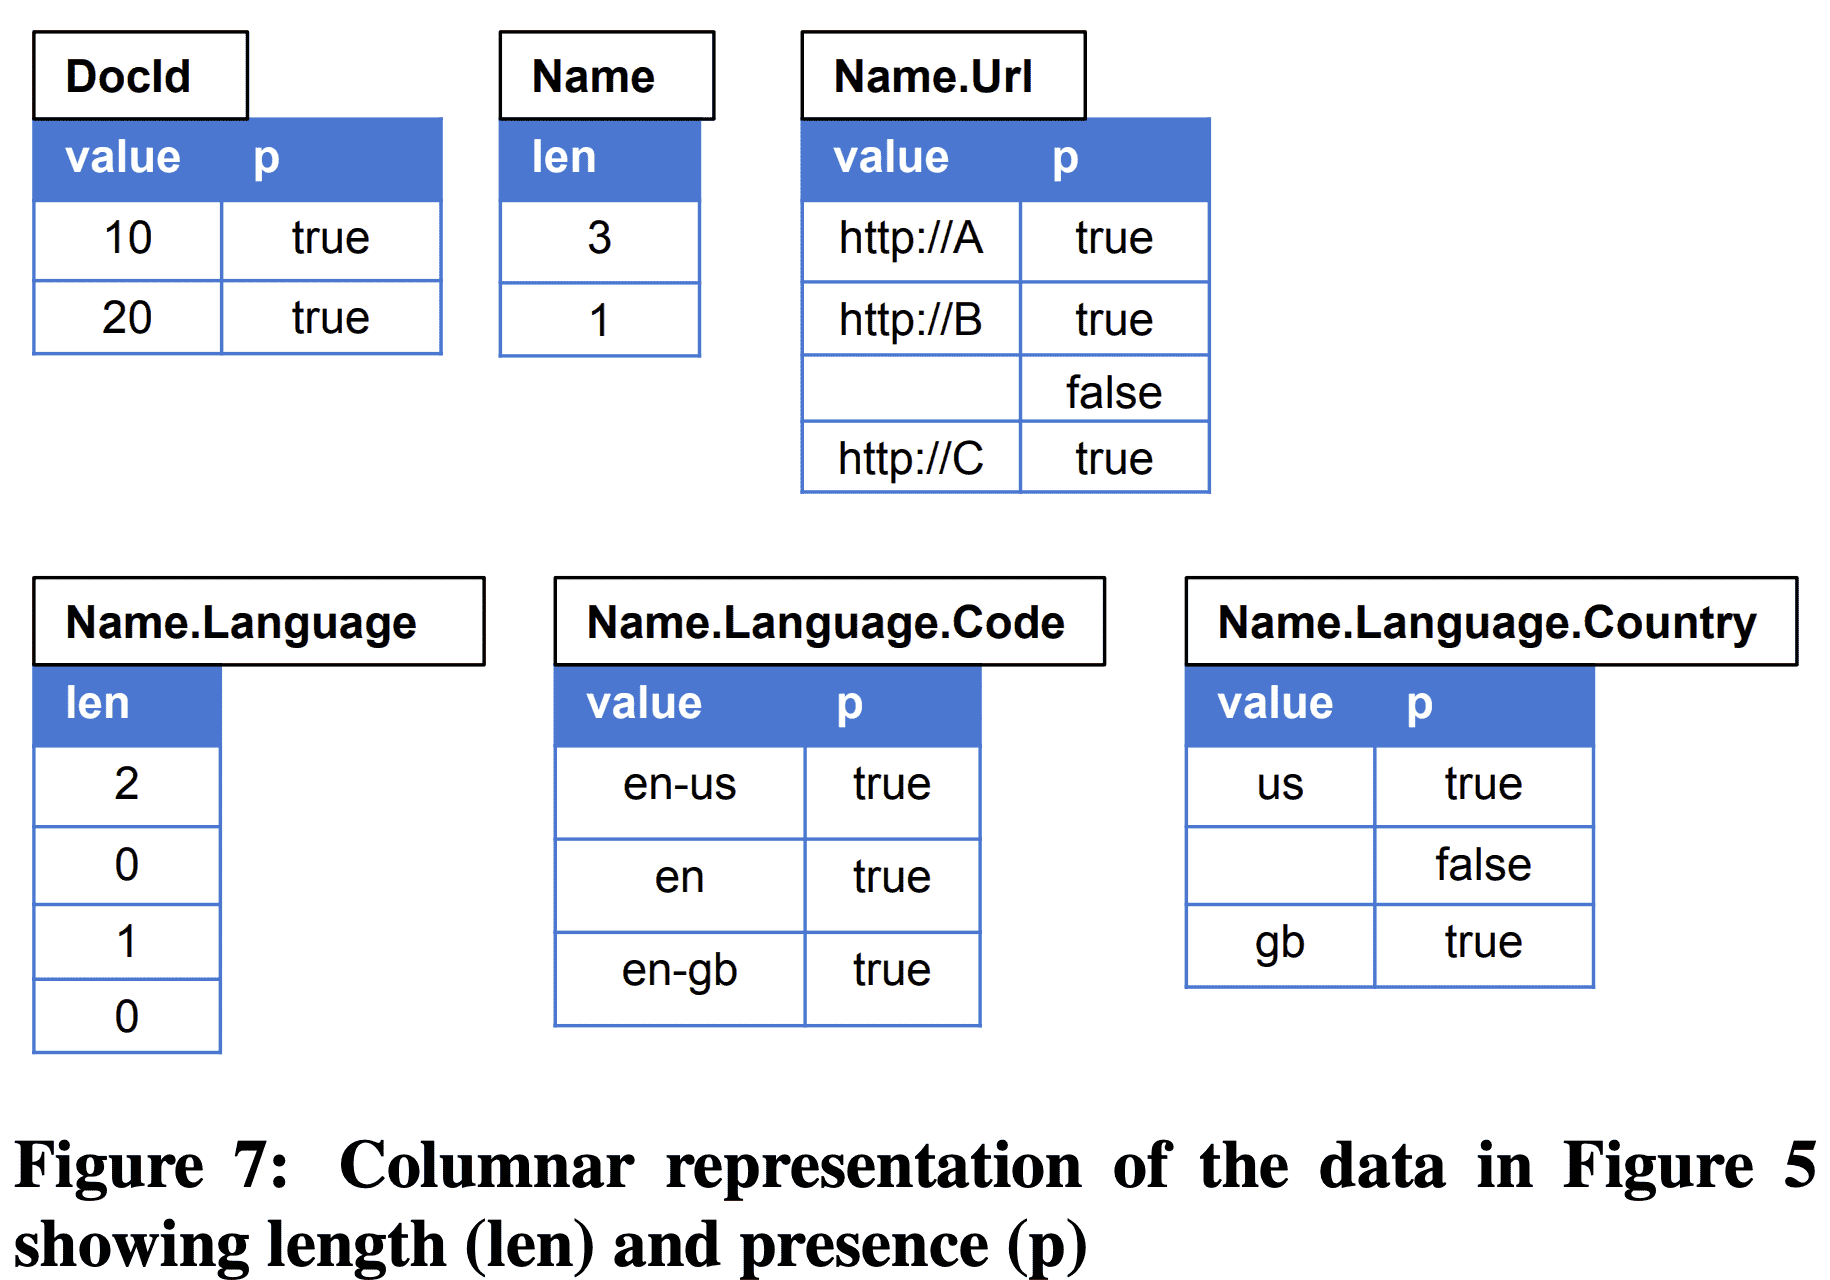 DocId Name Name.Url
value p len value p
10 true 3 http://A true
20 true 1 http://B true
false
http://C true
Name.Language Name.Language.Code Name.Language.Country
len value p value p
2 en-us true us true
0 en true false
1 en-gb true gb true
0
Figure 7: Columnar representation of the data in Figure 5
showing length (len) and presence (p)